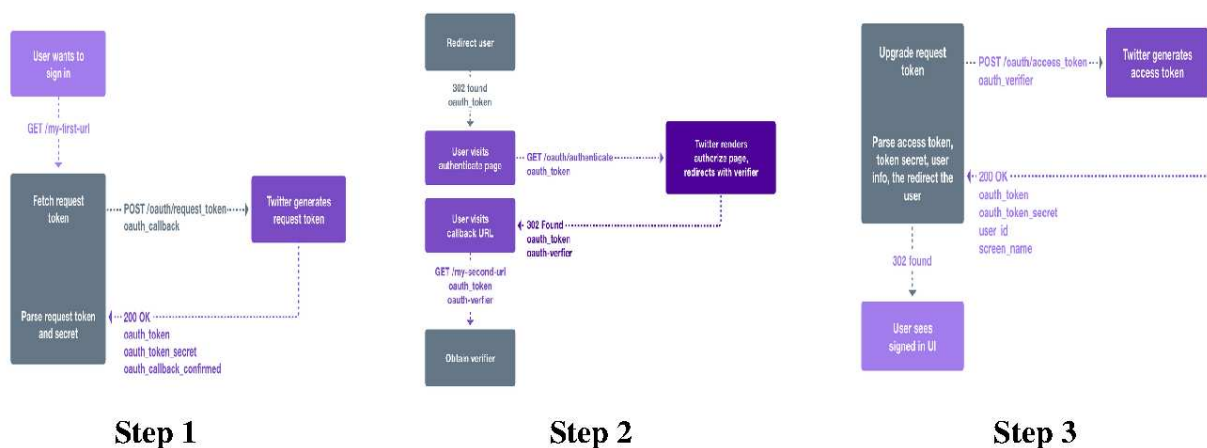 User wants to
sign in
GET /my-first-url
Fetch request
token
POST /oauth/request_token
oauth_callback
Twitter generates
request token
Parse request token
and secret
200 OK
oauth_token
oauth_token_secret
oauth_callback_confirmed
Step 1
Redirect user
302 found
oauth_token
User visits
authenticate page
GET /oauth/authenticate
oauth_token
Twitter renders
authorize page,
redirects with verifier
User visits
callback URL
302 Found
oauth_token
oauth-verfier
GET /my-second-url
oauth_token
oauth-verfier
Obtain verifier
Step 2
Upgrade request
token
POST /oauth/access_token
oauth_verifier
Twitter generates
access token
Parse access token,
token secret, user
info, the redirect the
user
200 OK
oauth_token
oauth_token_secret
user_id
screen_name
302 found
User sees
signed in UI
Step 3